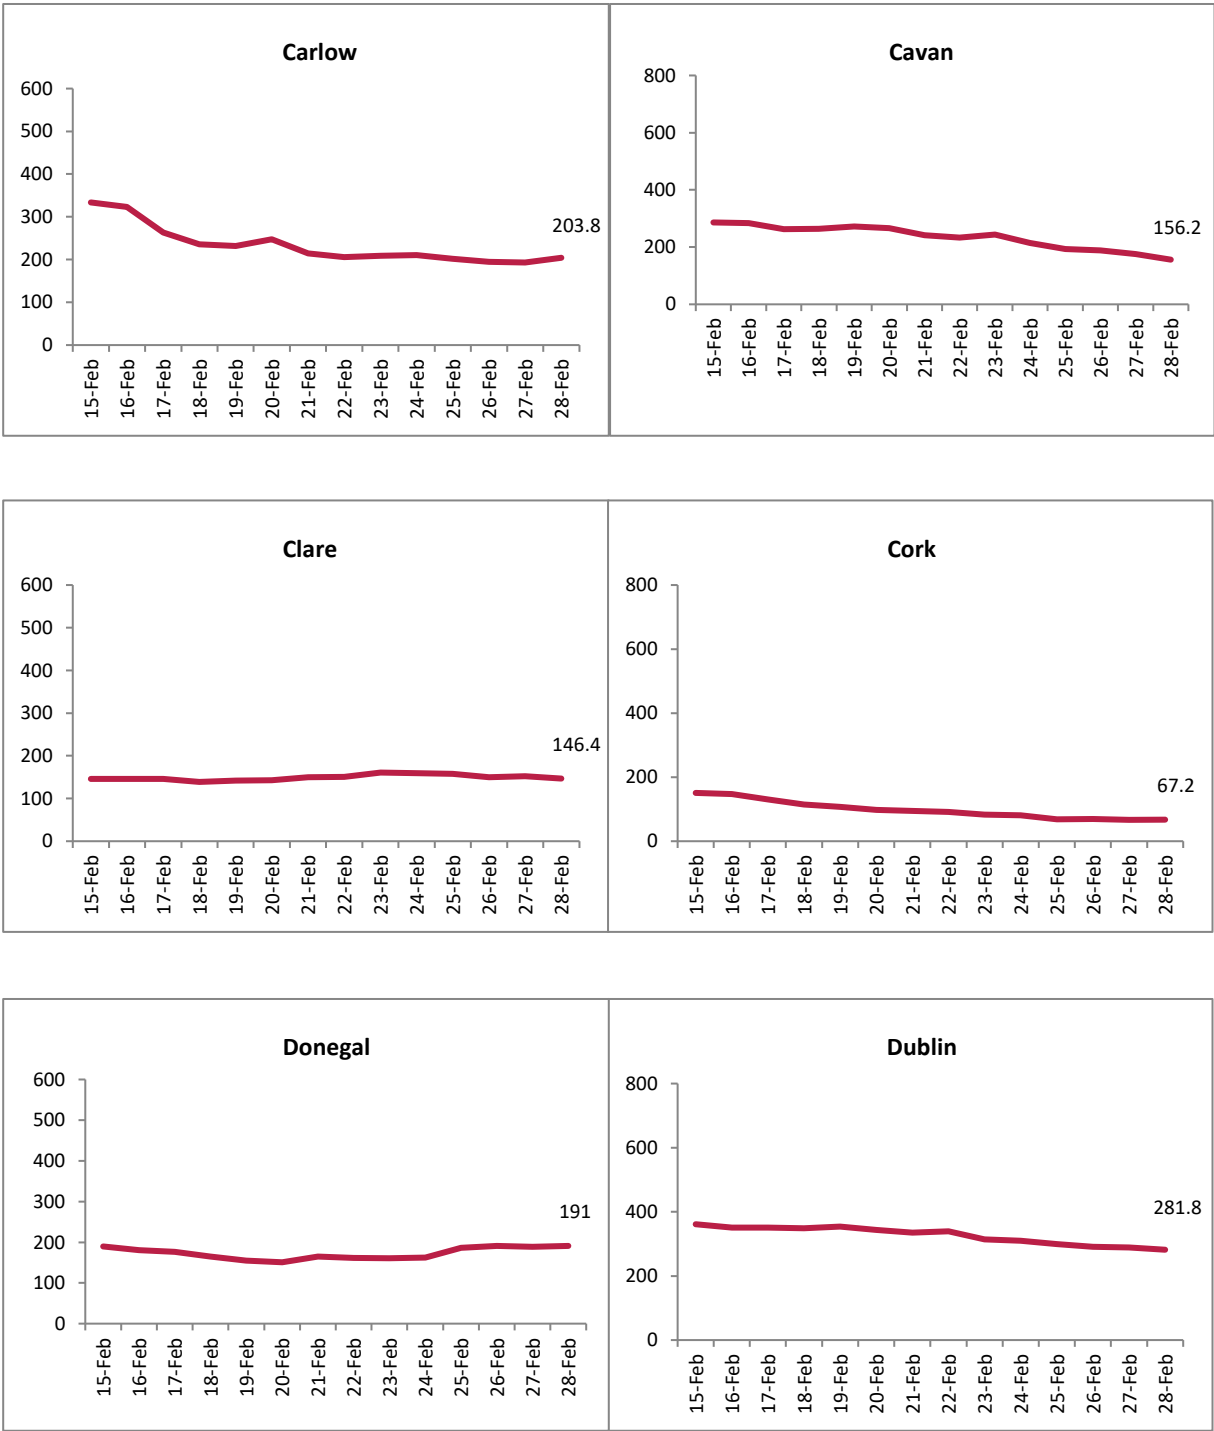 Carlow
600
500
400
300
200
100
0
203.8
15-Feb
16-Feb
17-Feb
18-Feb
19-Feb
20-Feb
21-Feb
22-Feb
23-Feb
24-Feb
25-Feb
26-Feb
27-Feb
28-Feb
Cavan
800
600
400
200
0
156.2
15-Feb
16-Feb
17-Feb
18-Feb
19-Feb
20-Feb
21-Feb
22-Feb
23-Feb
24-Feb
25-Feb
26-Feb
27-Feb
28-Feb
Clare
600
500
400
300
200
100
0
146.4
15-Feb
16-Feb
17-Feb
18-Feb
19-Feb
20-Feb
21-Feb
22-Feb
23-Feb
24-Feb
25-Feb
26-Feb
27-Feb
28-Feb
Cork
800
600
400
200
0
67.2
15-Feb
16-Feb
17-Feb
18-Feb
19-Feb
20-Feb
21-Feb
22-Feb
23-Feb
24-Feb
25-Feb
26-Feb
27-Feb
28-Feb
Donegal
600
500
400
300
200
100
0
191
15-Feb
16-Feb
17-Feb
18-Feb
19-Feb
20-Feb
21-Feb
22-Feb
23-Feb
24-Feb
25-Feb
26-Feb
27-Feb
28-Feb
Dublin
800
600
400
200
0
281.8
15-Feb
16-Feb
17-Feb
18-Feb
19-Feb
20-Feb
21-Feb
22-Feb
23-Feb
24-Feb
25-Feb
26-Feb
27-Feb
28-Feb